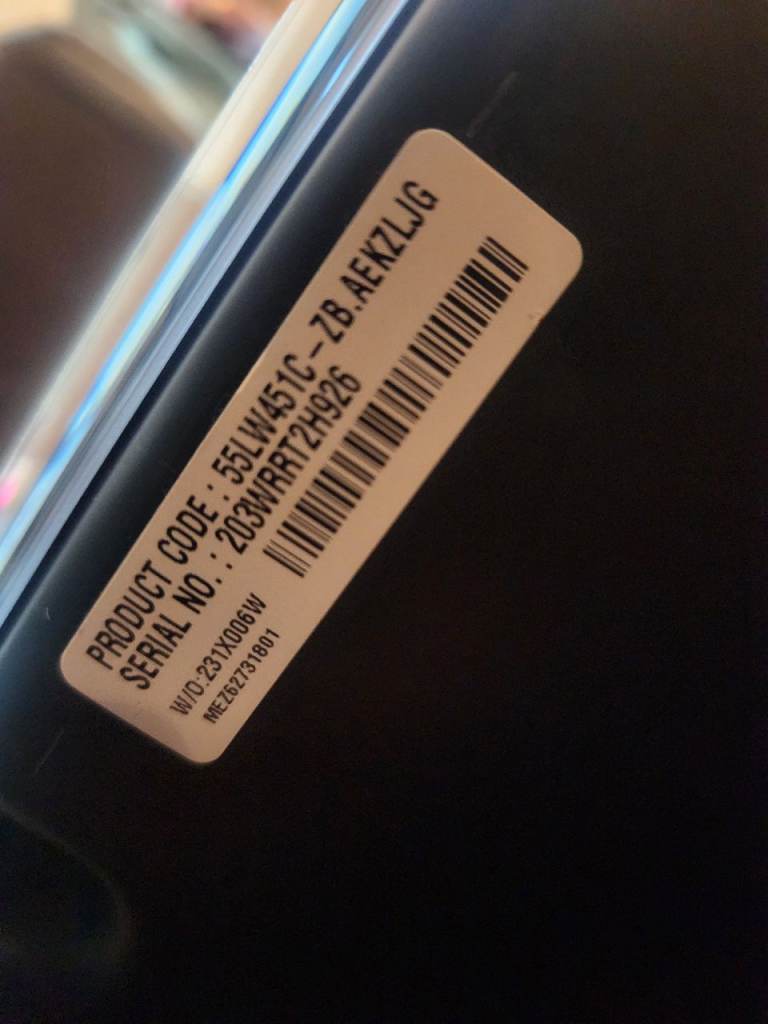 PRODUCT CODE : 55LW451C-ZB.AEKZLJG
SERIAL NO. : 203WRRT2H926
W/O:231X006W
MEZ62731801